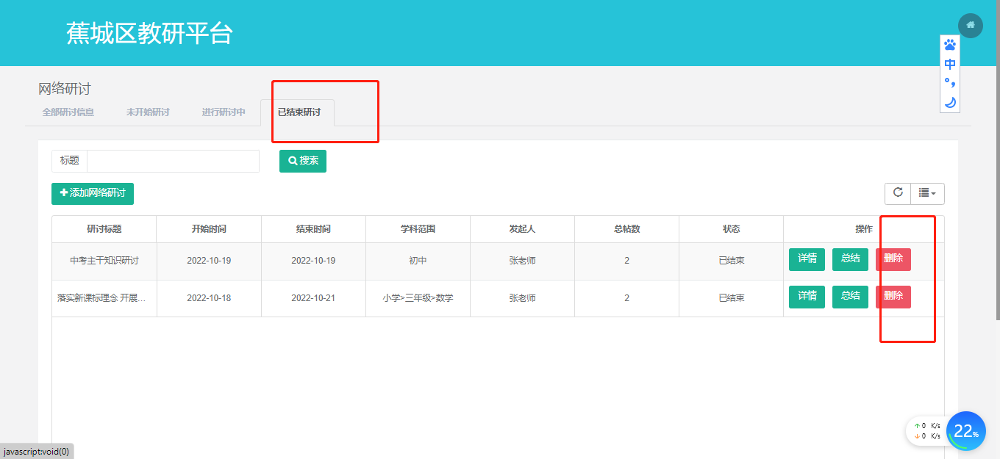 蕉城区教研平台
中
网络研讨
全部研讨信息 未开始研讨 进行研讨中 已结束研讨
标题 搜索
添加网络研讨
研讨标题 开始时间 结束时间 学科范围 发起人 总帖数 状态 操作
中考主干知识研讨 2022-10-19 2022-10-19 初中 张老师 2 已结束 详情 总结 删除
落实新课标理念 开展... 2022-10-18 2022-10-21 小学>三年级>数学 张老师 2 已结束 详情 总结 删除
↑ 0 K/s
↓ 0 K/s
22%
javascript:void(0)